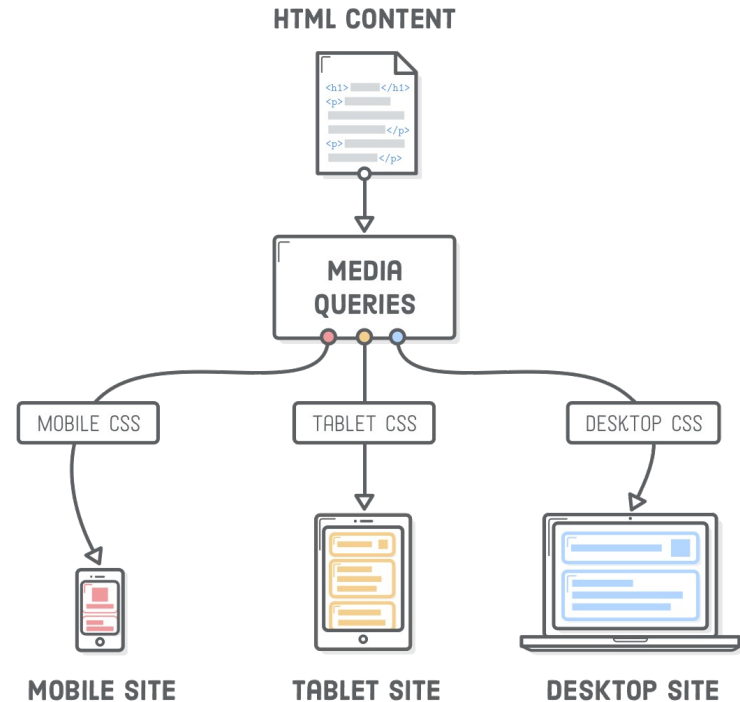 HTML CONTENT
<h1> </h1>
<p>
</p>
<p>
</p>
MEDIA
QUERIES
MOBILE CSS
TABLET CSS
DESKTOP CSS
MOBILE SITE
TABLET SITE
DESKTOP SITE